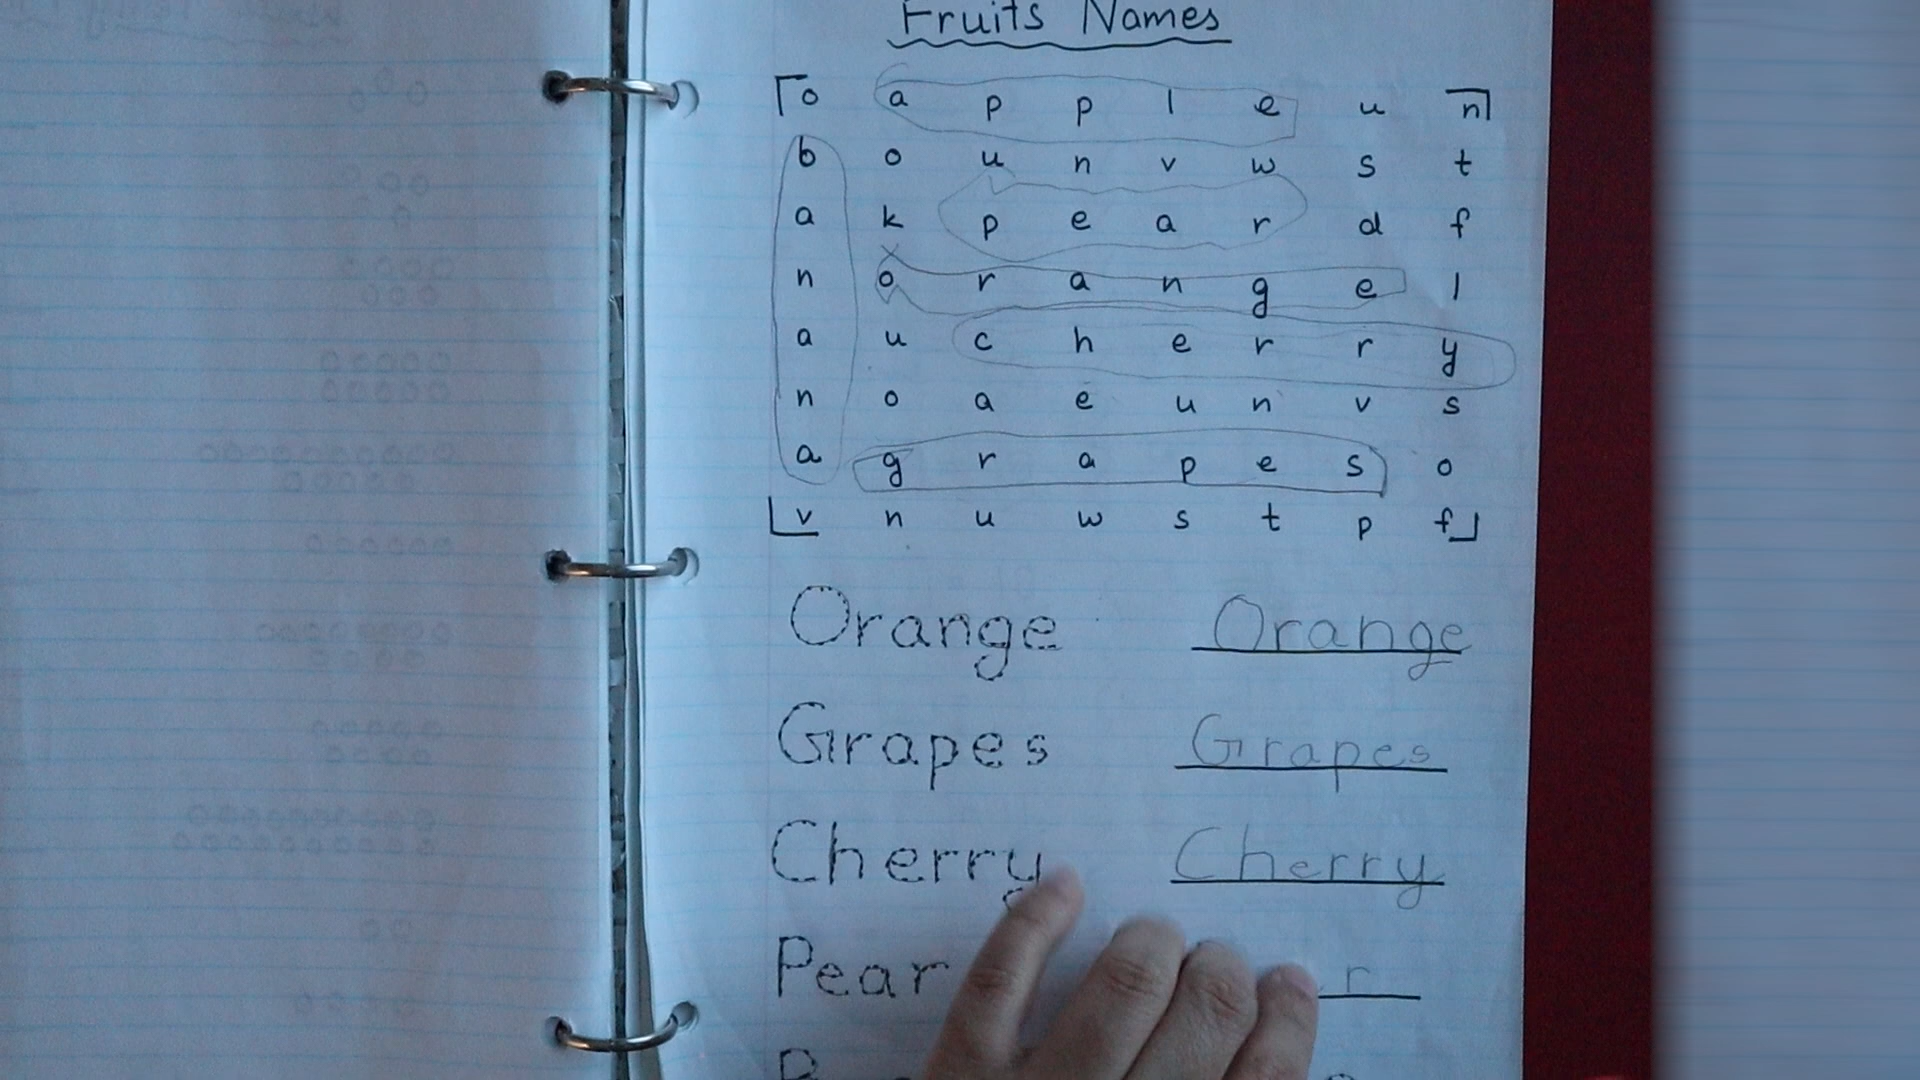 Fruits Names
o a p p l e u n
b o u n v w s t
a k p e a r d f
n o r a n g e l
a u c h e r r y
n o a e u n v s
a g r a p e s o
v n u w s t p f
Orange Orange
Grapes Grapes
Cherry Cherry
Pear r